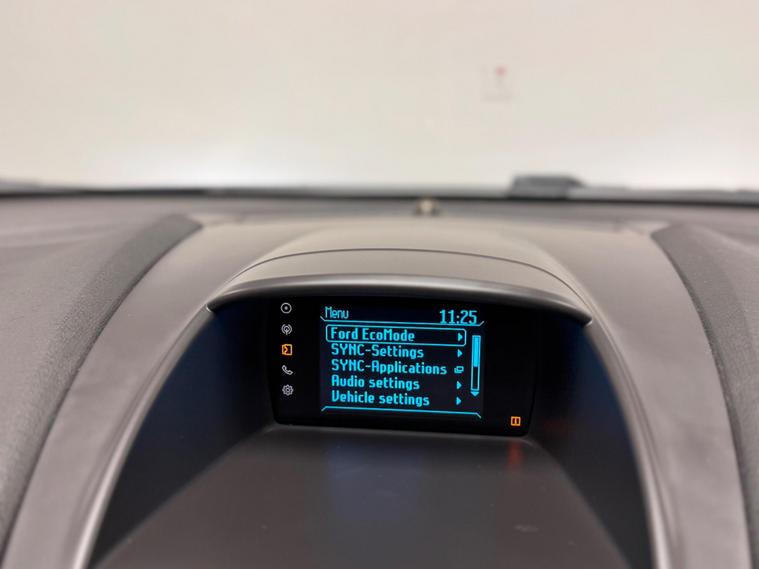 Menu 11:25
Ford EcoMode
SYNC-Settings
SYNC-Applications
Audio settings
Vehicle settings